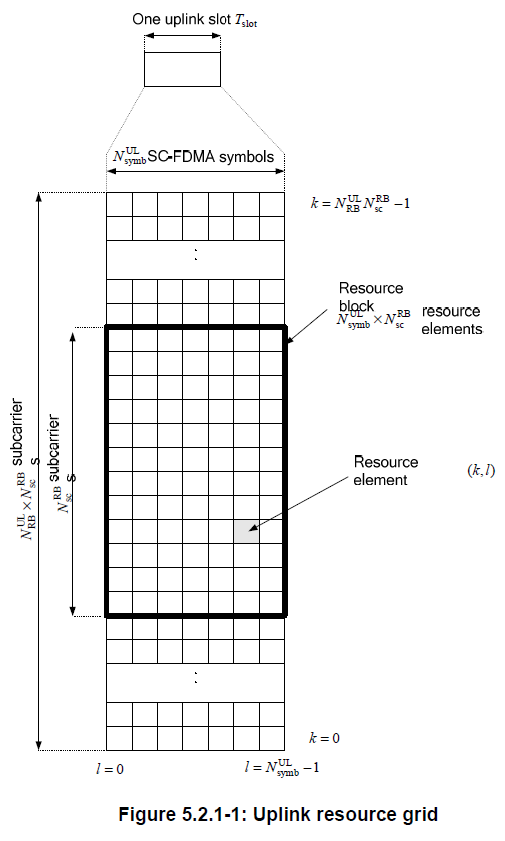 One uplink slot T_slot
N_symb^UL SC-FDMA symbols
k = N_RB^UL N_sc^RB − 1
:
Resource
block
N_symb^UL × N_sc^RB resource
elements
N_RB^UL × N_sc^RB subcarrier
s
N_sc^RB subcarrier
s
Resource
element
(k, l)
:
k = 0
l = 0
l = N_symb^UL − 1
Figure 5.2.1-1: Uplink resource grid